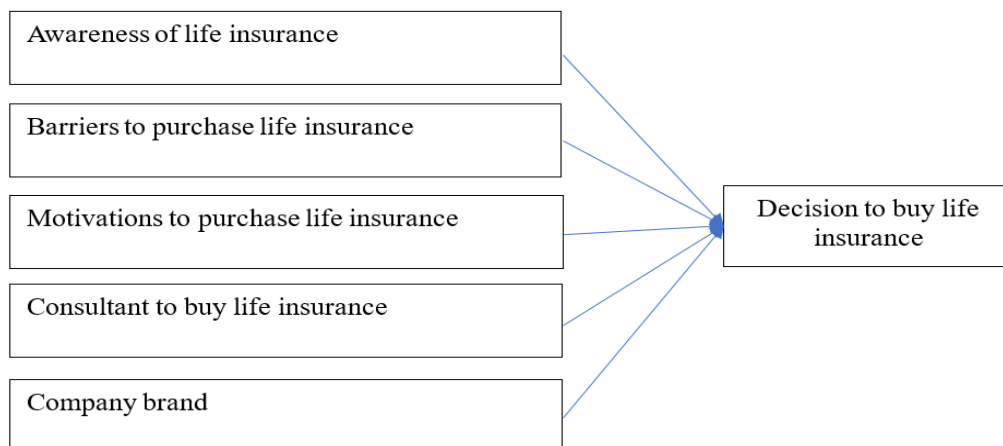 Awareness of life insurance
Barriers to purchase life insurance
Motivations to purchase life insurance
Consultant to buy life insurance
Company brand
Decision to buy life
insurance